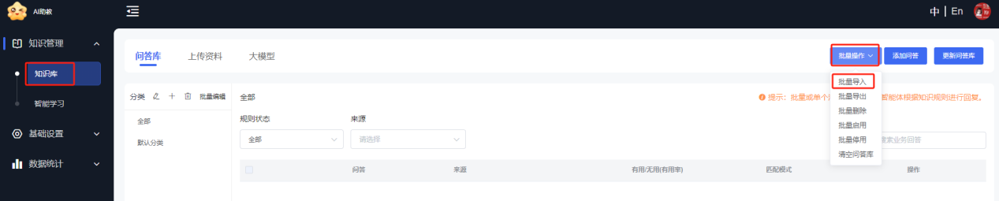 AI助教
中 | En
知识管理
知识库
智能学习
基础设置
数据统计
问答库 上传资料 大模型
批量操作 添加问答 更新问答库
批量导入
批量导出
批量删除
批量启用
批量停用
清空问答库
分类 批量编辑
全部
默认分类
全部
提示：批量或单个 智能体根据知识规则进行回复。
规则状态 来源
全部 请选择
搜索业务回答
问答 来源 有用/无用(有用率) 匹配模式 操作